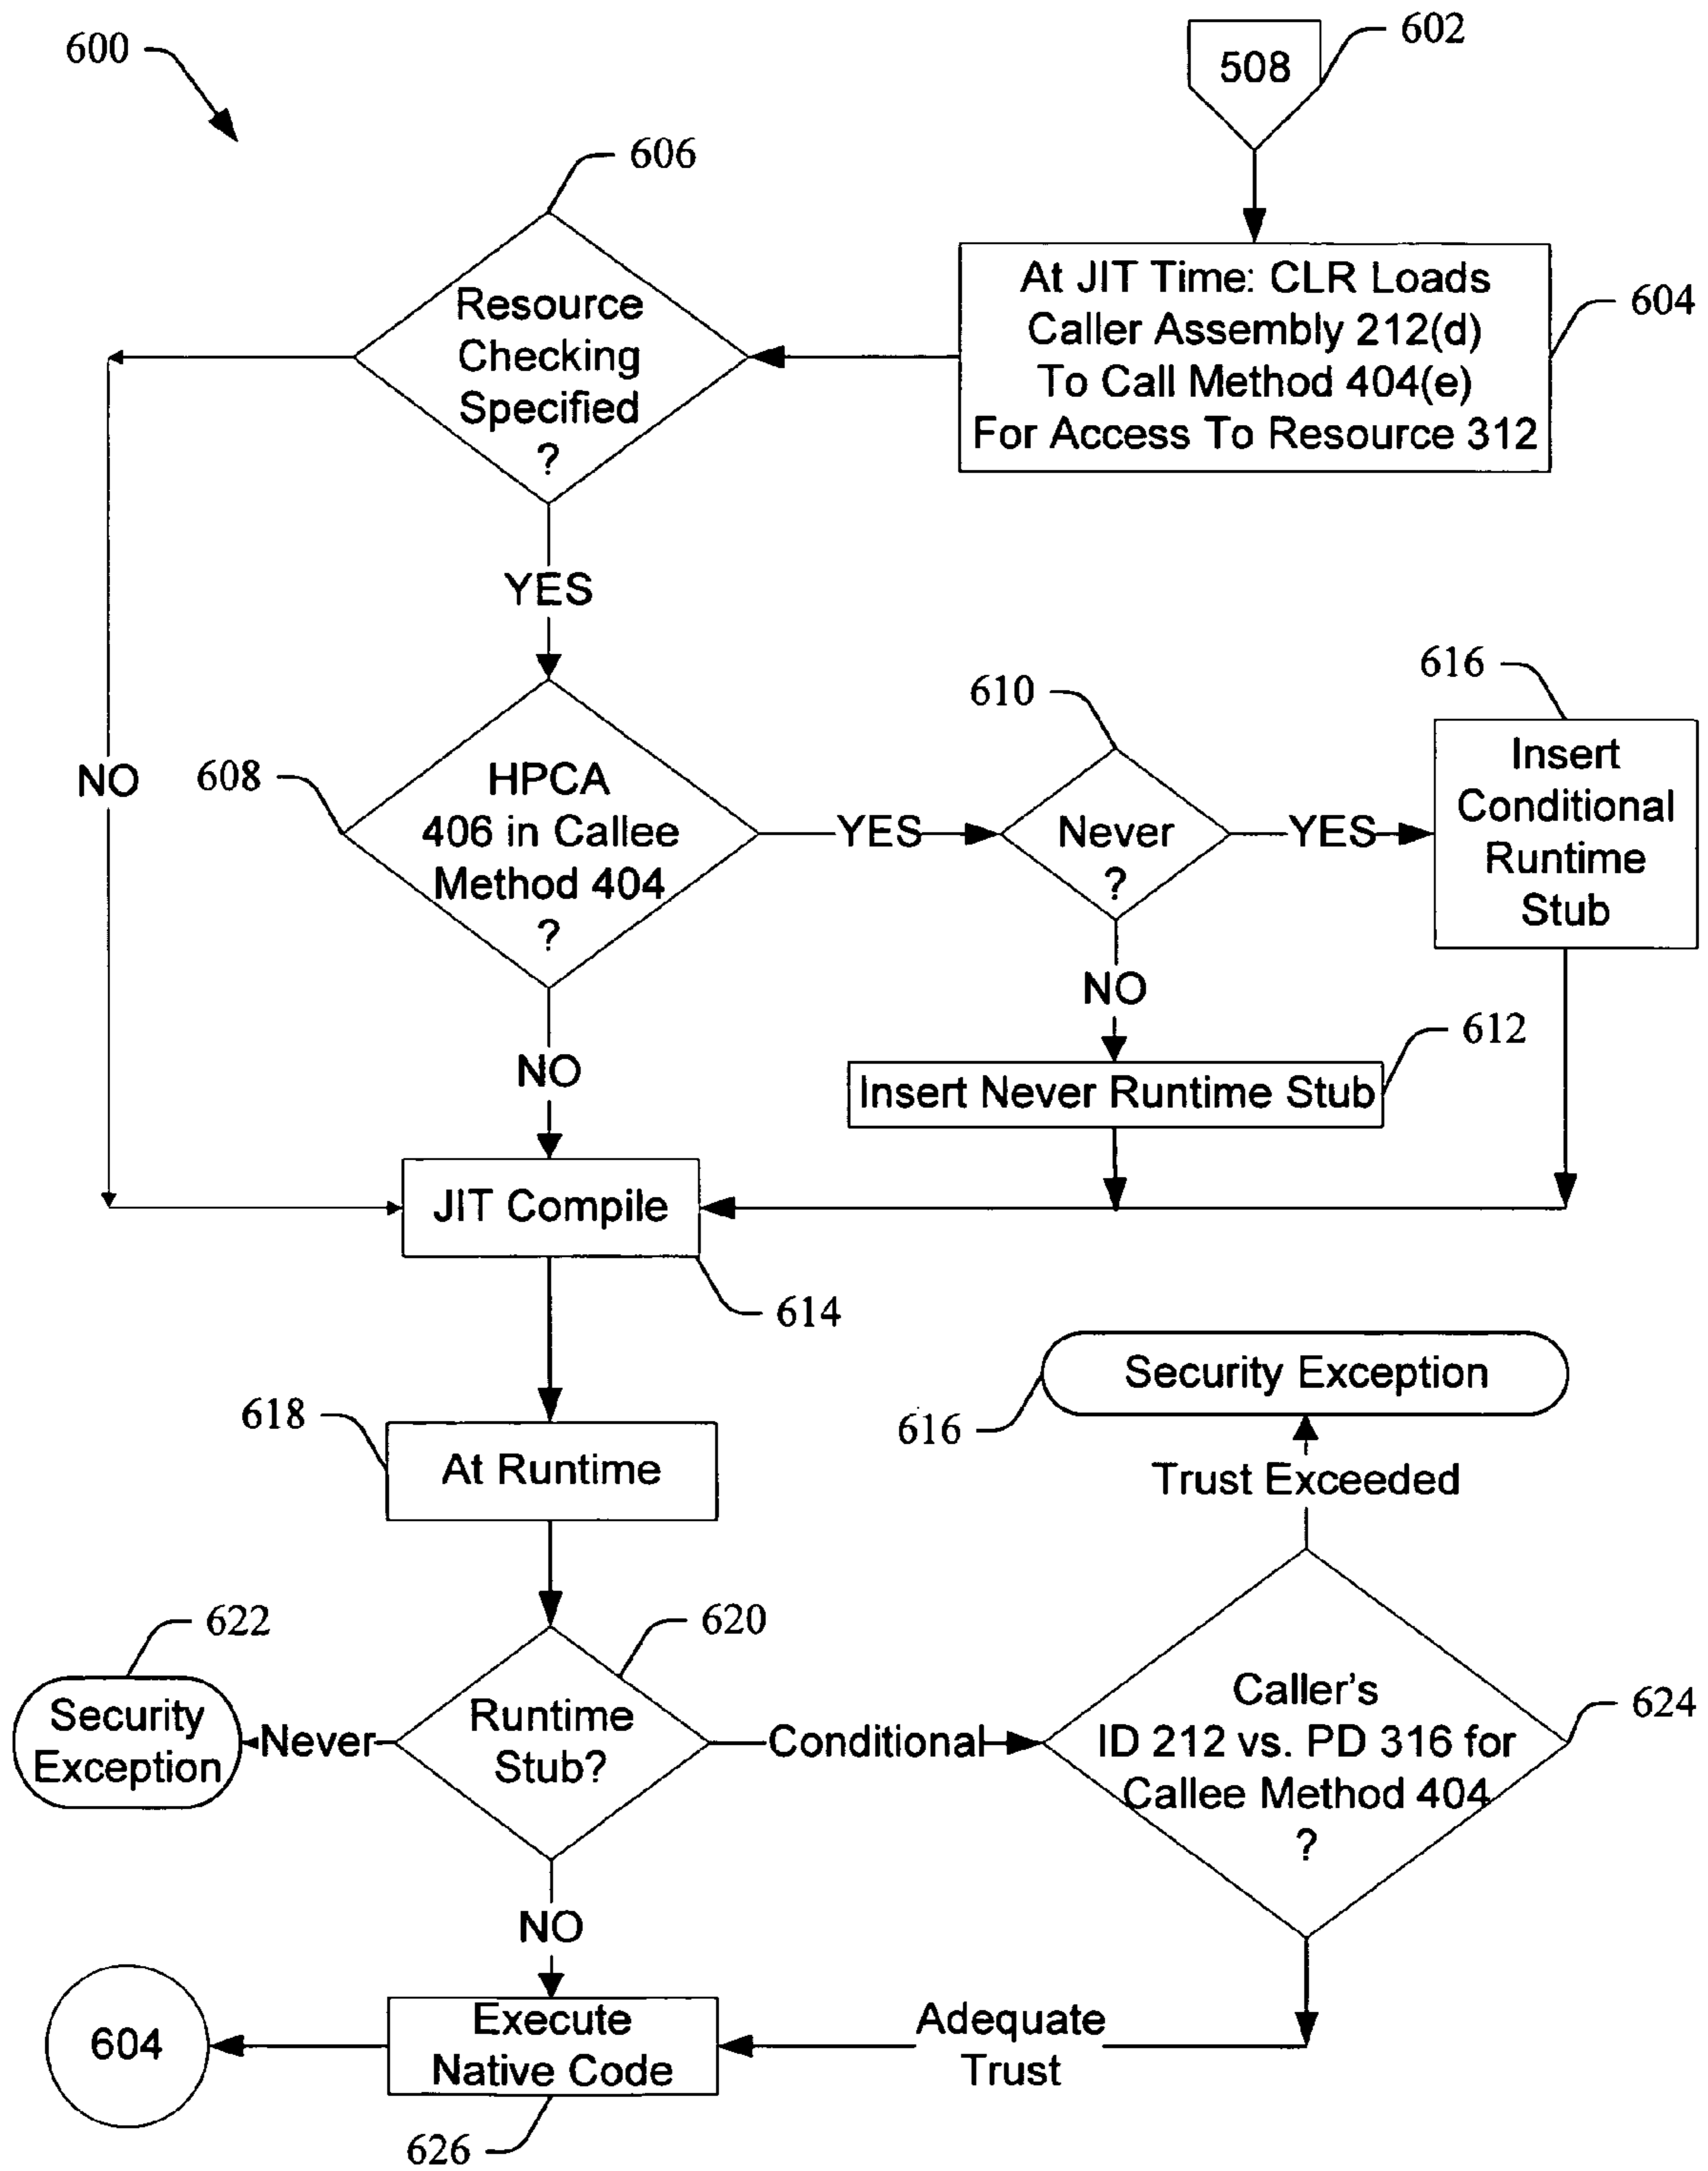 600
508
602
606
At JIT Time: CLR Loads
Caller Assembly 212(d)
To Call Method 404(e)
For Access To Resource 312
604
Resource
Checking
Specified
?
YES
NO
608
HPCA
406 in Callee
Method 404
?
YES
610
Never
?
YES
616
Insert
Conditional
Runtime
Stub
NO
612
Insert Never Runtime Stub
NO
JIT Compile
614
618
At Runtime
616
Security Exception
Trust Exceeded
622
Security
Exception
Never
620
Runtime
Stub?
Conditional
Caller's
ID 212 vs. PD 316 for
Callee Method 404
?
624
NO
604
Execute
Native Code
626
Adequate
Trust